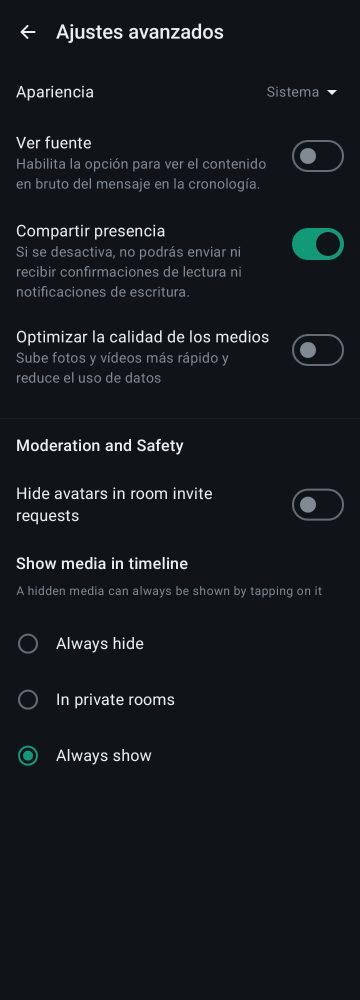 Ajustes avanzados
Apariencia
Sistema
Ver fuente
Habilita la opción para ver el contenido
en bruto del mensaje en la cronología.
Compartir presencia
Si se desactiva, no podrás enviar ni
recibir confirmaciones de lectura ni
notificaciones de escritura.
Optimizar la calidad de los medios
Sube fotos y vídeos más rápido y
reduce el uso de datos
Moderation and Safety
Hide avatars in room invite
requests
Show media in timeline
A hidden media can always be shown by tapping on it
Always hide
In private rooms
Always show